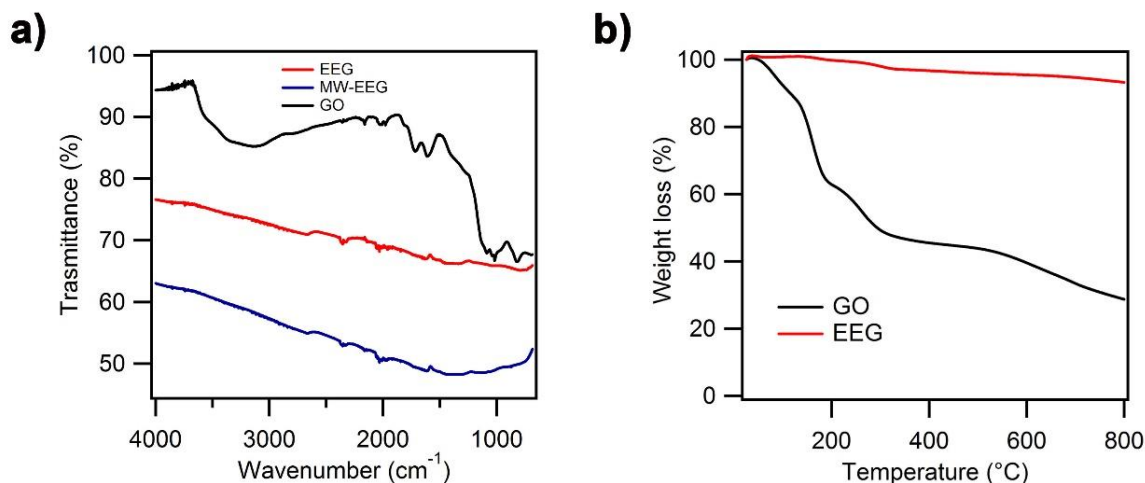 a)
100
90
80
70
60
50
Trasmittance (%)
EEG
MW-EEG
GO
4000
3000
2000
1000
Wavenumber (cm⁻¹)
b)
100
80
60
40
20
0
Weight loss (%)
GO
EEG
200
400
600
800
Temperature (°C)